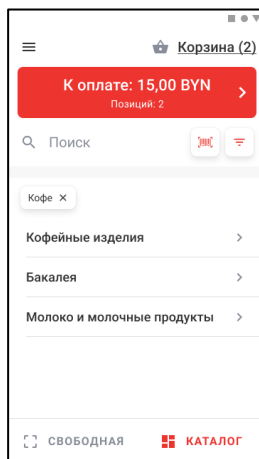 Корзина (2)
К оплате: 15,00 BYN
Позиций: 2
Поиск
Кофе
Кофейные изделия
Бакалея
Молоко и молочные продукты
СВОБОДНАЯ
КАТАЛОГ